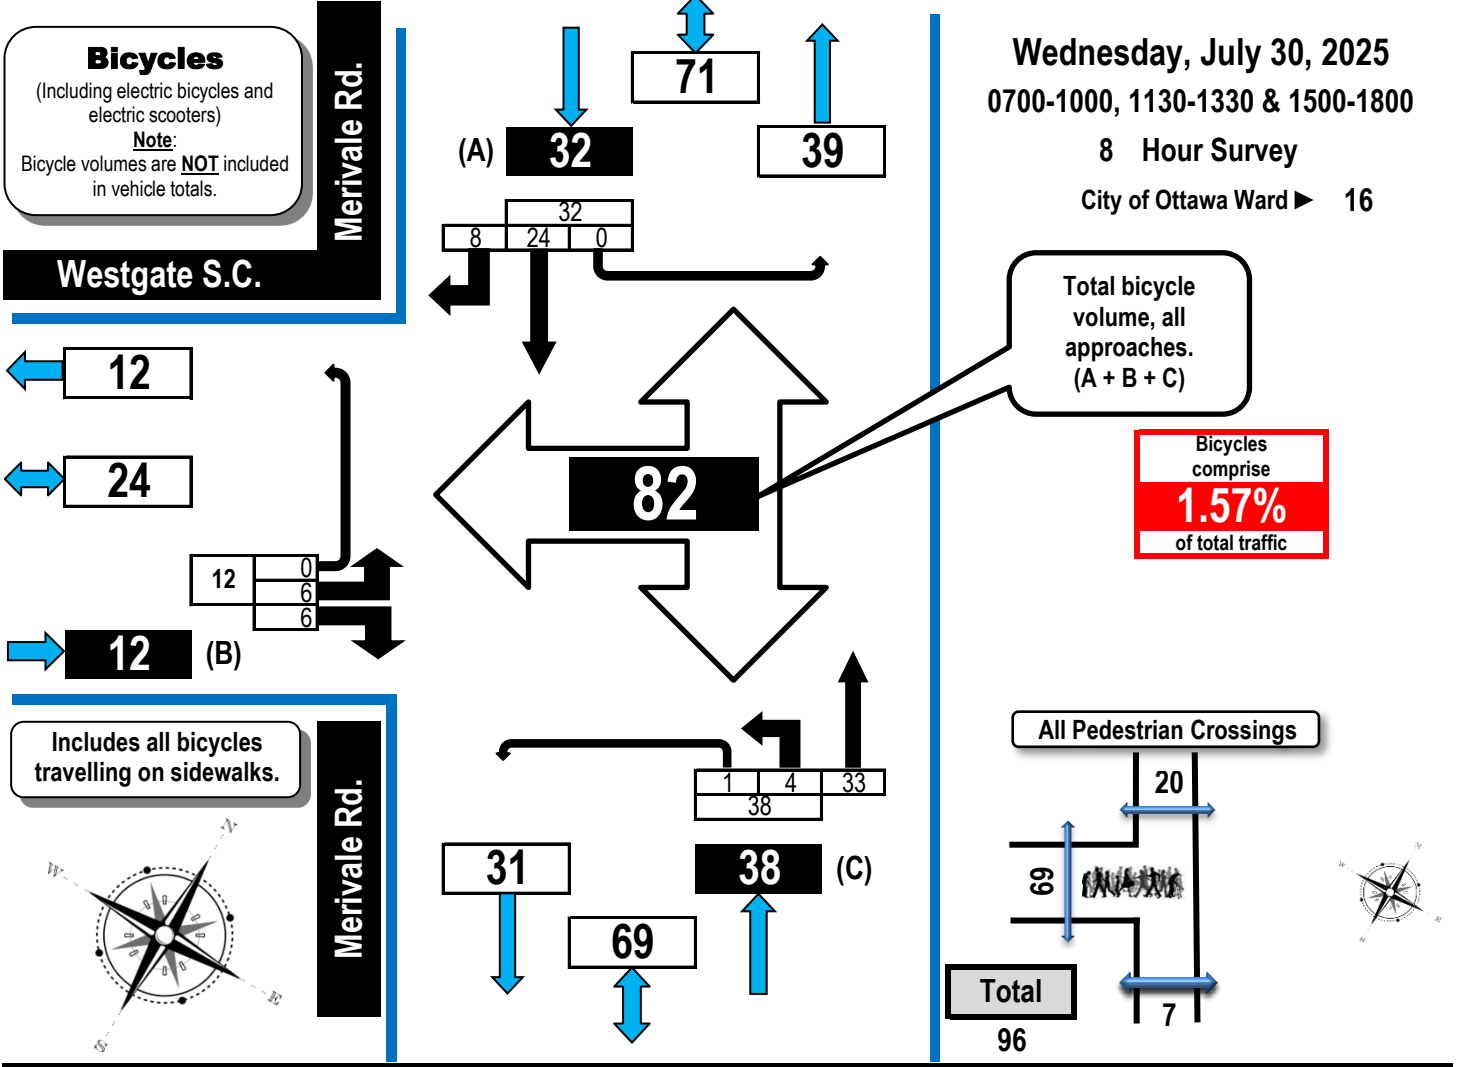 Bicycles
(Including electric bicycles and
electric scooters)
Note:
Bicycle volumes are NOT included
in vehicle totals.
Merivale Rd.
Westgate S.C.
71
(A)
32
39
32
8 24 0
Wednesday, July 30, 2025
0700-1000, 1130-1330 & 1500-1800
8 Hour Survey
City of Ottawa Ward ► 16
Total bicycle
volume, all
approaches.
(A + B + C)
12
24
82
Bicycles
comprise
1.57%
of total traffic
12
0
6
6
12
(B)
Includes all bicycles
travelling on sidewalks.
Merivale Rd.
N
W
E
S
1 4 33
38
31
38
(C)
69
All Pedestrian Crossings
20
69
7
Total
96
N
W
E
S